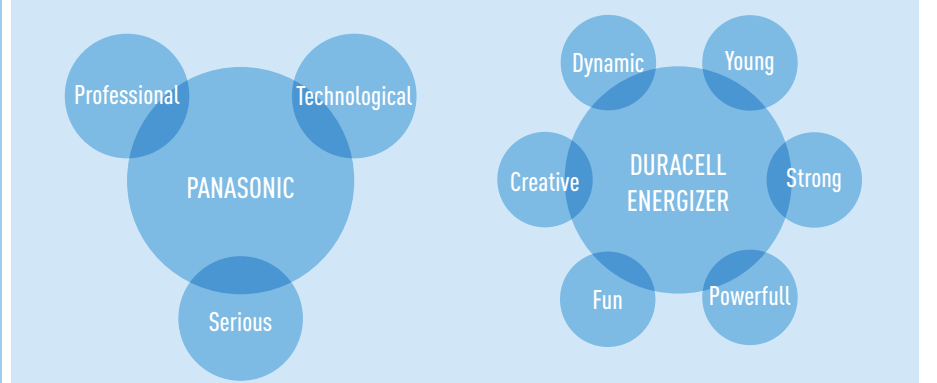 Professional
Technological
PANASONIC
Serious
Dynamic
Young
Creative
DURACELL
ENERGIZER
Strong
Fun
Powerfull